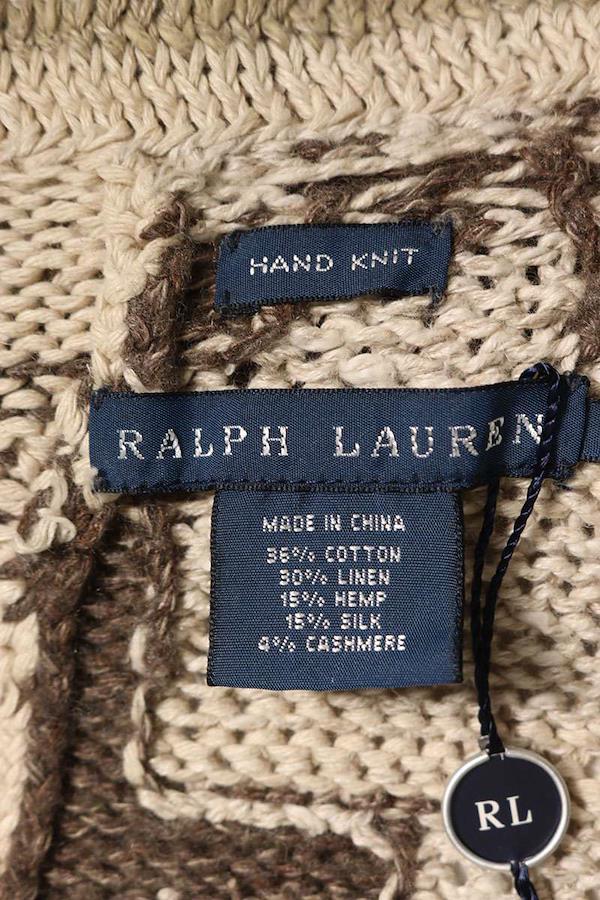 HAND KNIT
RALPH LAUREN
MADE IN CHINA
36% COTTON
30% LINEN
15% HEMP
15% SILK
4% CASHMERE
RL